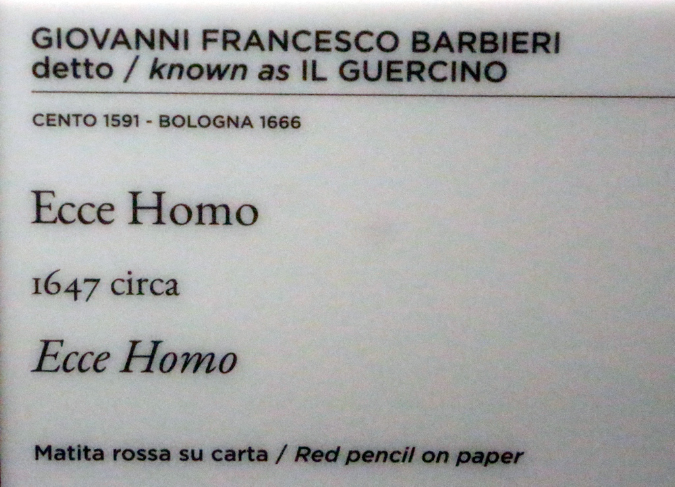 GIOVANNI FRANCESCO BARBIERI
detto / known as IL GUERCINO
CENTO 1591 - BOLOGNA 1666
Ecce Homo
1647 circa
Ecce Homo
Matita rossa su carta / Red pencil on paper